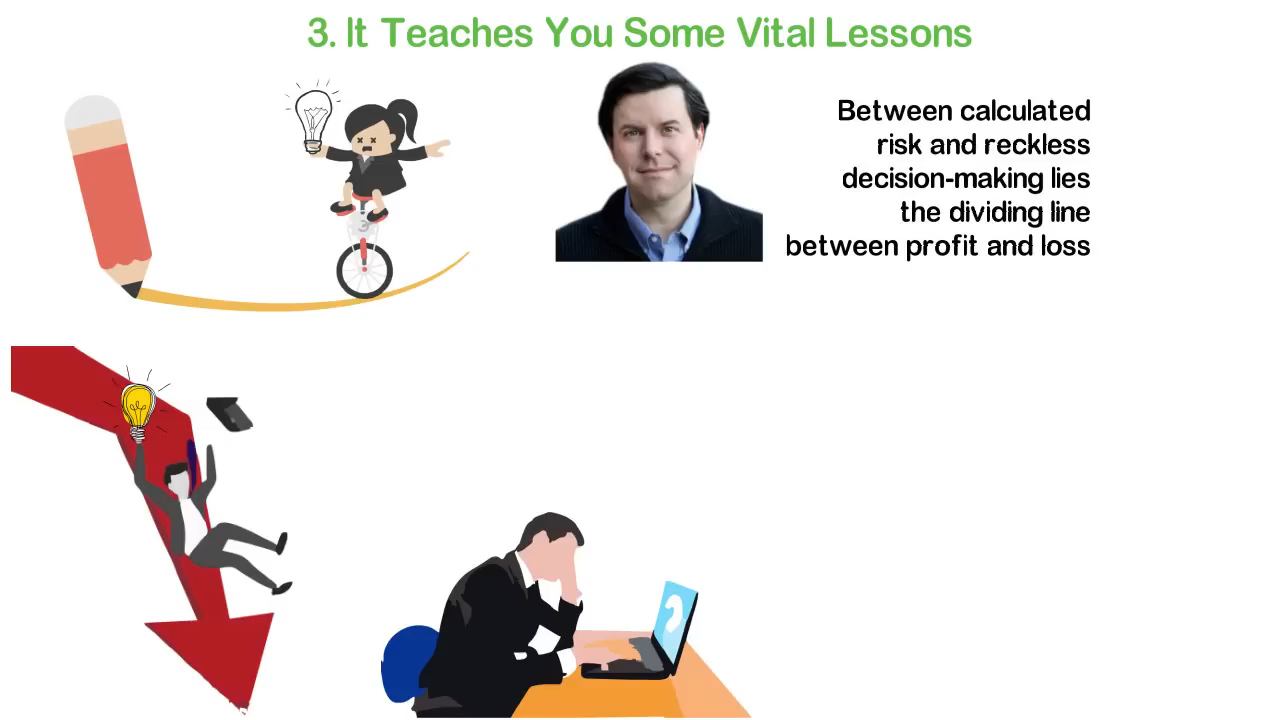 3. It Teaches You Some Vital Lessons
Between calculated
risk and reckless
decision-making lies
the dividing line
between profit and loss
3
?